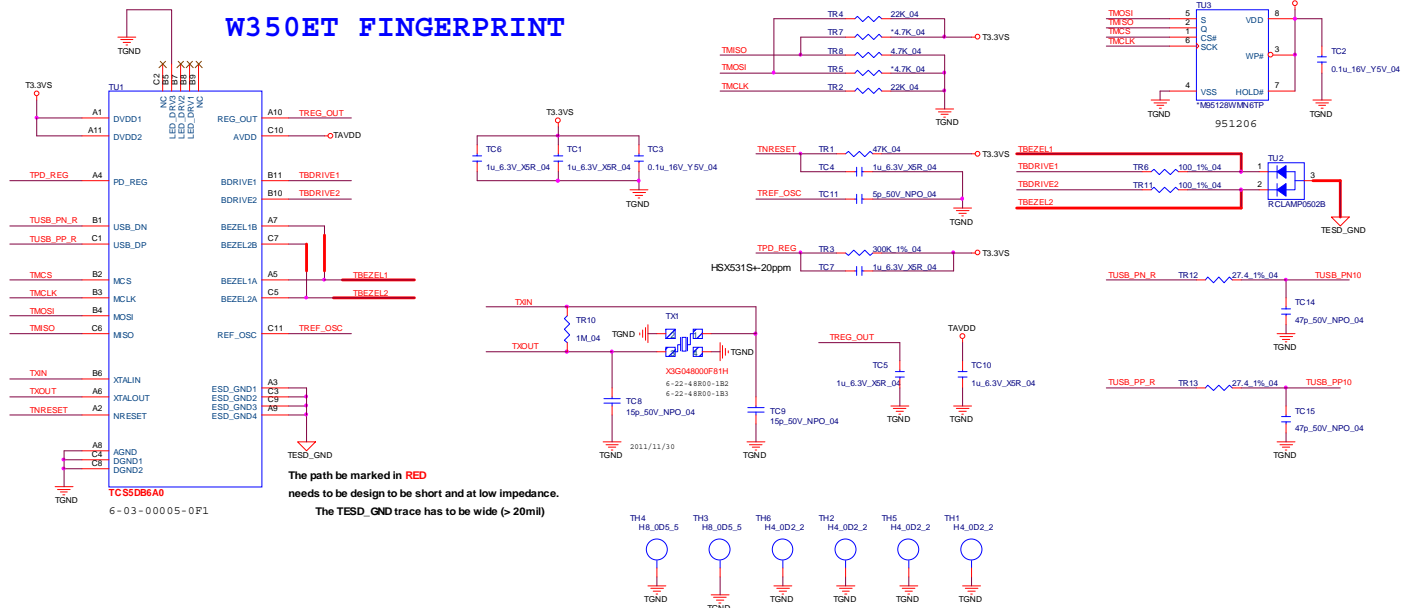 W350ET FINGERPRINT
TGND
T3.3VS
TU1
C2
B5
B7
B8
B9
NC
LED_DRV3
LED_DRV2
LED_DRV1
NC
A1 DVDD1
A11 DVDD2
TPD_REG A4 PD_REG
TUSB_PN_R B1 USB_DN
TUSB_PP_R C1 USB_DP
TMCS B2 MCS
TMCLK B3 MCLK
TMOSI B4 MOSI
TMISO C6 MISO
TXIN B6 XTALIN
TXOUT A6 XTALOUT
TNRESET A2 NRESET
A8 AGND
C4 DGND1
C8 DGND2
TGND
REG_OUT A10 TREG_OUT
AVDD C10 TAVDD
BDRIVE1 B11 TBDRIVE1
BDRIVE2 B10 TBDRIVE2
BEZEL1B A7
BEZEL2B C7
BEZEL1A A5 TBEZEL1
BEZEL2A C5 TBEZEL2
REF_OSC C11 TREF_OSC
ESD_GND1 A3
ESD_GND2 C3
ESD_GND3 C9
ESD_GND4 A9
TESD_GND
TCS5DB6A0
6-03-00005-0F1
The path be marked in RED
needs to be design to be short and at low impedance.
The TESD_GND trace has to be wide (> 20mil)
T3.3VS
TC6
1u_6.3V_X5R_04
TC1
1u_6.3V_X5R_04
TC3
0.1u_16V_Y5V_04
TGND
TR4 22K_04
TR7 *4.7K_04
T3.3VS
TMISO TR8 4.7K_04
TMOSI TR5 *4.7K_04
TMCLK TR2 22K_04
TGND
TNRESET TR1 47K_04
T3.3VS
TC4 1u_6.3V_X5R_04
TREF_OSC TC11 5p_50V_NPO_04
TGND
TPD_REG TR3 300K_1%_04
T3.3VS
HSX531S+-20ppm TC7 1u_6.3V_X5R_04
TXIN
TXOUT
TR10
1M_04
TX1
TGND
TGND
X3G048000F81H
6-22-48R00-1B2
6-22-48R00-1B3
TC8
15p_50V_NPO_04
TC9
15p_50V_NPO_04
TGND
2011/11/30
TGND
TREG_OUT
TC5
1u_6.3V_X5R_04
TGND
TAVDD
TC10
1u_6.3V_X5R_04
TGND
TU3
TMOSI 5 S
TMISO 2 Q
TMCS 1 CS#
TMCLK 6 SCK
4 VSS
VDD 8
WP# 3
HOLD# 7
*M95128WMN6TP
951206
TGND
TC2
0.1u_16V_Y5V_04
TGND
TBEZEL1
TBDRIVE1 TR6 100_1%_04
TBDRIVE2 TR11 100_1%_04
TBEZEL2
TU2
1
2
3
RCLAMP0502B
TESD_GND
TUSB_PN_R TR12 27.4_1%_04 TUSB_PN10
TC14
47p_50V_NPO_04
TGND
TUSB_PP_R TR13 27.4_1%_04 TUSB_PP10
TC15
47p_50V_NPO_04
TGND
TH4
H8_0D5_5
TH3
H8_0D5_5
TH6
H4_0D2_2
TH2
H4_0D2_2
TH5
H4_0D2_2
TH1
H4_0D2_2
TGND
TGND
TGND
TGND
TGND
TGND